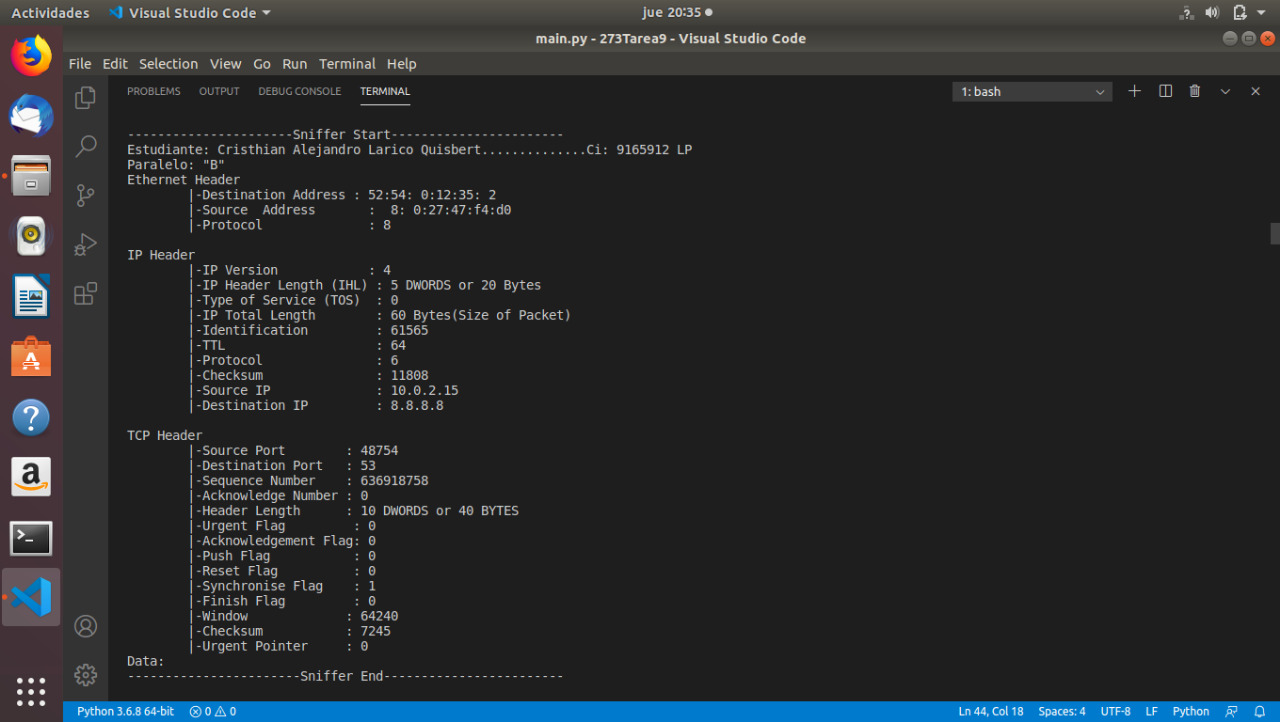 Actividades Visual Studio Code jue 20:35
main.py - 273Tarea9 - Visual Studio Code
File Edit Selection View Go Run Terminal Help
PROBLEMS OUTPUT DEBUG CONSOLE TERMINAL 1: bash
----------------------Sniffer Start-----------------------
Estudiante: Cristhian Alejandro Larico Quisbert..............Ci: 9165912 LP
Paralelo: "B"
Ethernet Header
|-Destination Address : 52:54: 0:12:35: 2
|-Source  Address       :  8: 0:27:47:f4:d0
|-Protocol              : 8
IP Header
|-IP Version            : 4
|-IP Header Length (IHL) : 5 DWORDS or 20 Bytes
|-Type of Service (TOS)  : 0
|-IP Total Length        : 60 Bytes(Size of Packet)
|-Identification         : 61565
|-TTL                    : 64
|-Protocol               : 6
|-Checksum               : 11808
|-Source IP              : 10.0.2.15
|-Destination IP         : 8.8.8.8
TCP Header
|-Source Port        : 48754
|-Destination Port   : 53
|-Sequence Number    : 636918758
|-Acknowledge Number : 0
|-Header Length      : 10 DWORDS or 40 BYTES
|-Urgent Flag         : 0
|-Acknowledgement Flag: 0
|-Push Flag           : 0
|-Reset Flag          : 0
|-Synchronise Flag    : 1
|-Finish Flag         : 0
|-Window             : 64240
|-Checksum           : 7245
|-Urgent Pointer     : 0
Data:
-----------------------Sniffer End------------------------
Python 3.6.8 64-bit 0 0 Ln 44, Col 18 Spaces: 4 UTF-8 LF Python